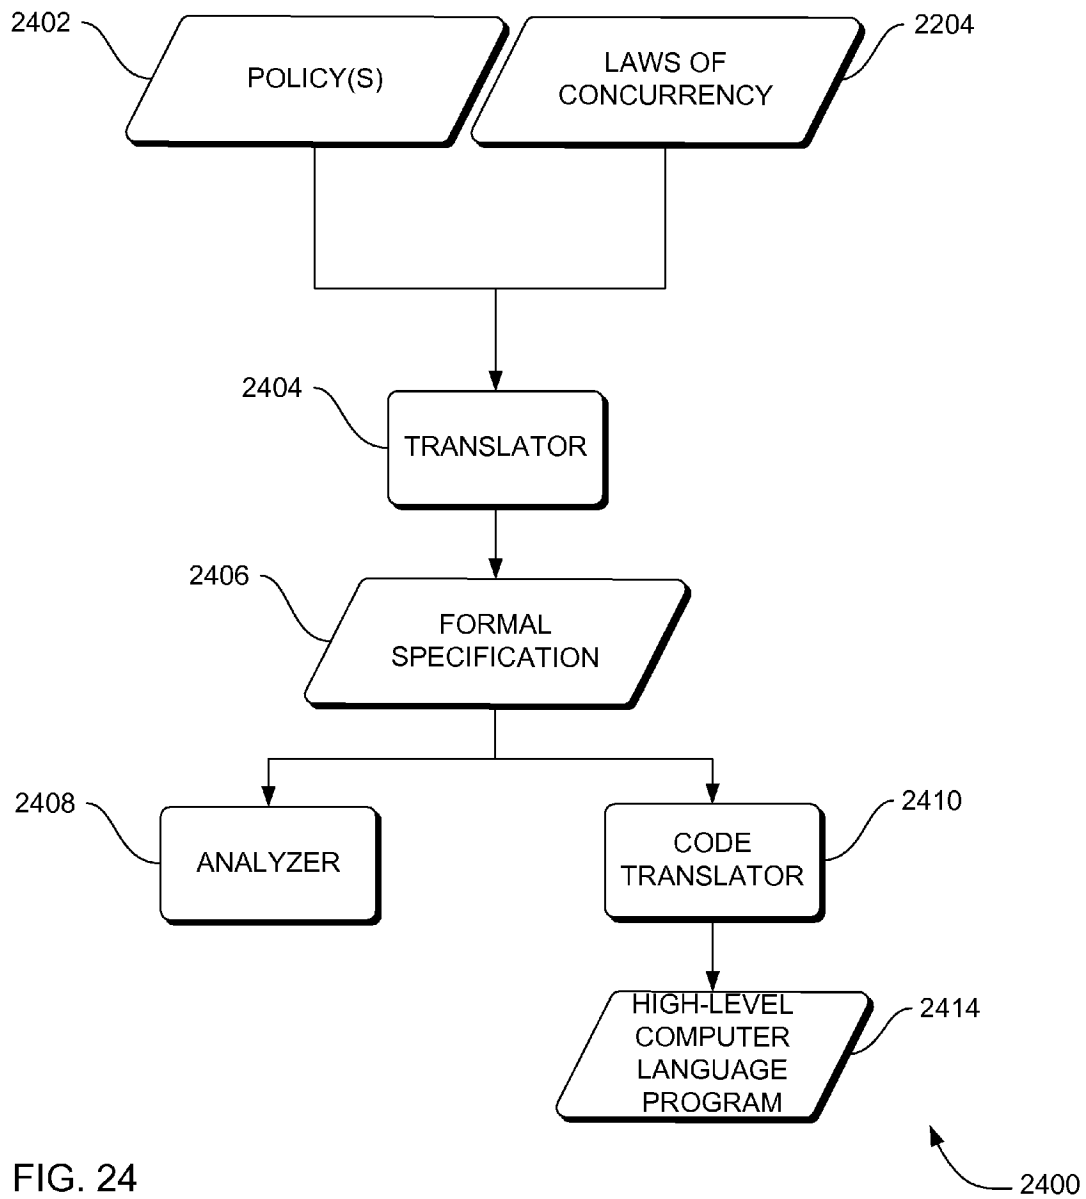 2402
POLICY(S)
LAWS OF
CONCURRENCY
2204
2404
TRANSLATOR
2406
FORMAL
SPECIFICATION
2408
ANALYZER
CODE
TRANSLATOR
2410
HIGH-LEVEL
COMPUTER
LANGUAGE
PROGRAM
2414
FIG. 24
2400